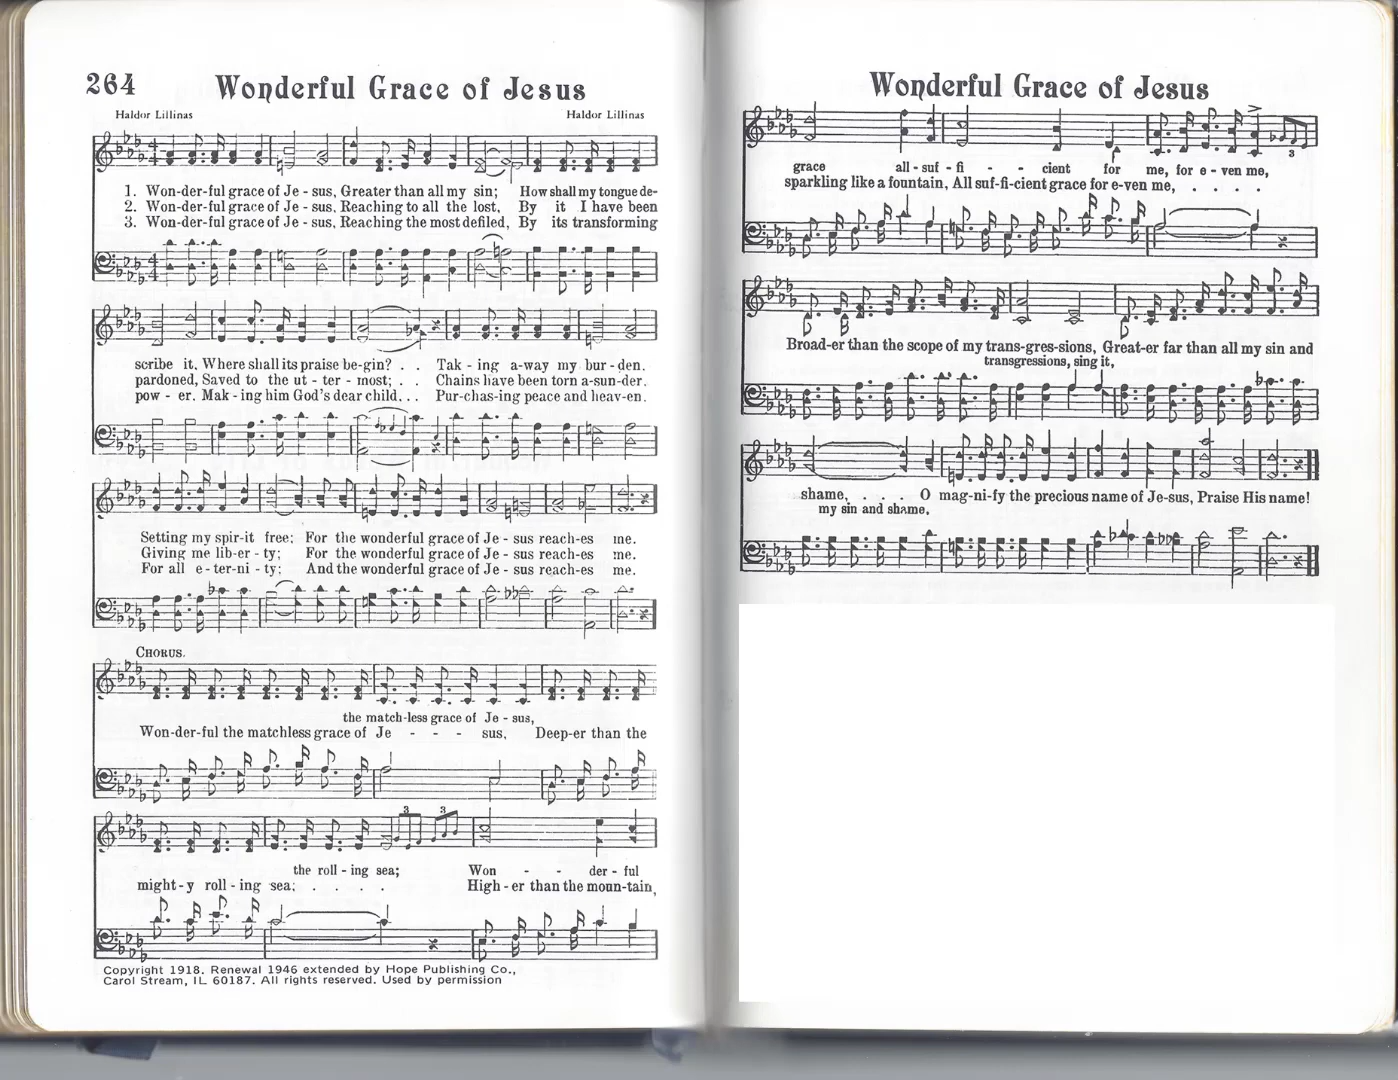 264 Wonderful Grace of Jesus
Haldor Lillinas Haldor Lillinas
1. Won-der-ful grace of Je - sus, Greater than all my sin; How shall my tongue de-
2. Won-der-ful grace of Je - sus, Reaching to all the lost, By it I have been
3. Won-der-ful grace of Je - sus, Reaching the most defiled, By its transforming
scribe it, Where shall its praise be-gin? . . Tak - ing a-way my bur-den.
pardoned, Saved to the ut - ter - most; . . Chains have been torn a-sun-der.
pow - er. Mak-ing him God's dear child... Pur-chas-ing peace and heav-en.
Setting my spir-it free; For the wonderful grace of Je - sus reach-es me.
Giving me lib-er - ty; For the wonderful grace of Je - sus reach-es me.
For all e-ter-ni - ty; And the wonderful grace of Je - sus reach-es me.
CHORUS.
the match-less grace of Je - sus,
Won-der-ful the matchless grace of Je - - - sus, Deep-er than the
3 3
the roll - ing sea; Won - - der - ful
might-y roll - ing sea; . . . . High-er than the moun-tain,
Copyright 1918. Renewal 1946 extended by Hope Publishing Co.,
Carol Stream, IL 60187. All rights reserved. Used by permission
Wonderful Grace of Jesus
3
grace all - suf - fi - - cient for me, for e - ven me,
sparkling like a fountain, All suf-fi-cient grace for e-ven me, . . . .
Broad-er than the scope of my trans-gres-sions, Great-er far than all my sin and
transgressions, sing it,
shame, . . . O mag-ni-fy the precious name of Je-sus, Praise His name!
my sin and shame.